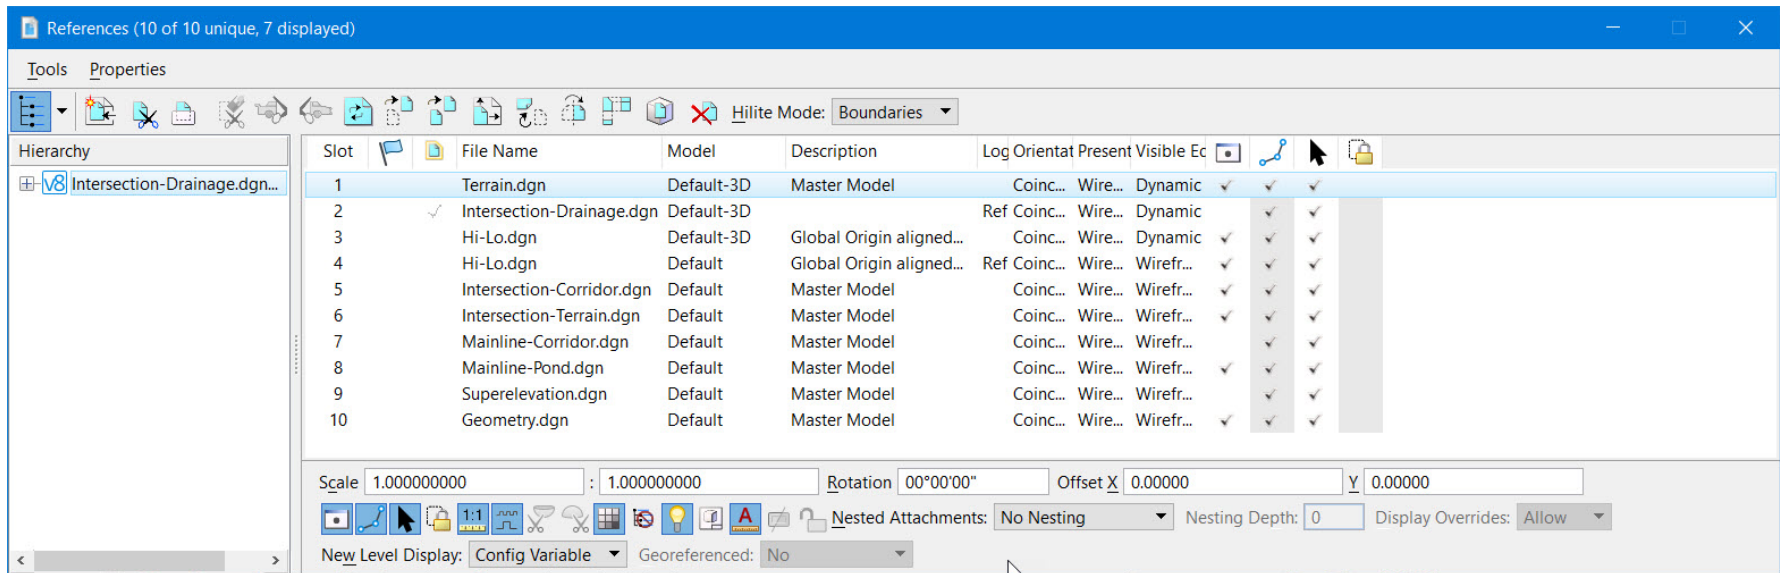 References (10 of 10 unique, 7 displayed)
Tools Properties
Hilite Mode: Boundaries
Hierarchy
V8 Intersection-Drainage.dgn...
Slot File Name Model Description Log Orientat Present Visible Ed
1 Terrain.dgn Default-3D Master Model Coinc... Wire... Dynamic
2 Intersection-Drainage.dgn Default-3D Ref Coinc... Wire... Dynamic
3 Hi-Lo.dgn Default-3D Global Origin aligned... Coinc... Wire... Dynamic
4 Hi-Lo.dgn Default Global Origin aligned... Ref Coinc... Wire... Wirefr...
5 Intersection-Corridor.dgn Default Master Model Coinc... Wire... Wirefr...
6 Intersection-Terrain.dgn Default Master Model Coinc... Wire... Wirefr...
7 Mainline-Corridor.dgn Default Master Model Coinc... Wire... Wirefr...
8 Mainline-Pond.dgn Default Master Model Coinc... Wire... Wirefr...
9 Superelevation.dgn Default Master Model Coinc... Wire... Wirefr...
10 Geometry.dgn Default Master Model Coinc... Wire... Wirefr...
Scale 1.000000000 : 1.000000000 Rotation 00°00'00" Offset X 0.00000 Y 0.00000
1:1 A Nested Attachments: No Nesting Nesting Depth: 0 Display Overrides: Allow
New Level Display: Config Variable Georeferenced: No